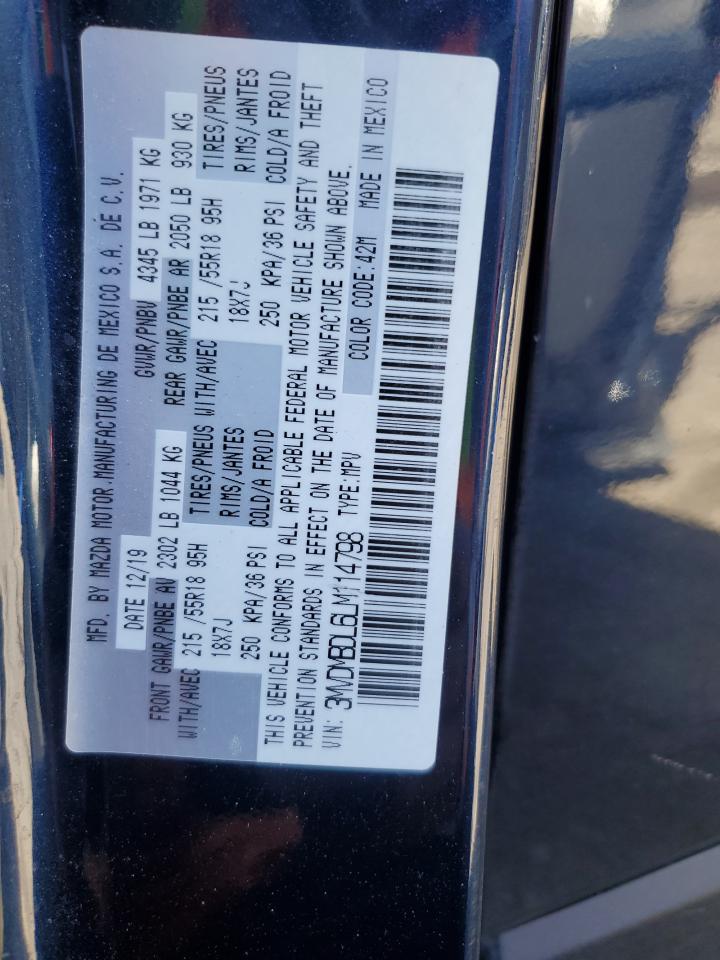 MFD. BY MAZDA MOTOR MANUFACTURING DE MEXICO S.A. DE C.V.
DATE 12/19 GVWR/PNBV 4345 LB 1971 KG
FRONT GAWR/PNBE AV 2302 LB 1044 KG REAR GAWR/PNBE AR 2050 LB 930 KG
WITH/AVEC 215 /55R18 95H TIRES/PNEUS WITH/AVEC 215 /55R18 95H TIRES/PNEUS
18X7J RIMS/JANTES 18X7J RIMS/JANTES
250 KPA/36 PSI COLD/A FROID 250 KPA/36 PSI COLD/A FROID
THIS VEHICLE CONFORMS TO ALL APPLICABLE FEDERAL MOTOR VEHICLE SAFETY AND THEFT
PREVENTION STANDARDS IN EFFECT ON THE DATE OF MANUFACTURE SHOWN ABOVE.
VIN: 3MVDMBDL6LM114798 TYPE:MPV COLOR CODE:42M MADE IN MEXICO